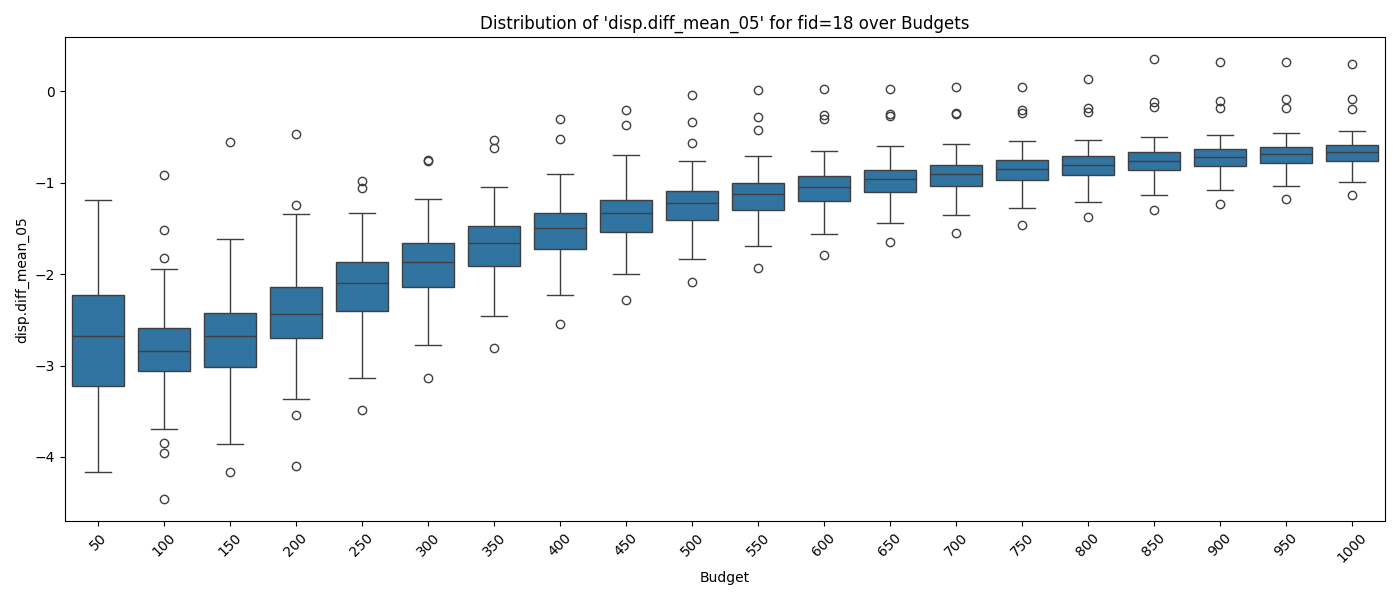 Distribution of 'disp.diff_mean_05' for fid=18 over Budgets
disp.diff_mean_05
0
−1
−2
−3
−4
50 100 150 200 250 300 350 400 450 500 550 600 650 700 750 800 850 900 950 1000
Budget